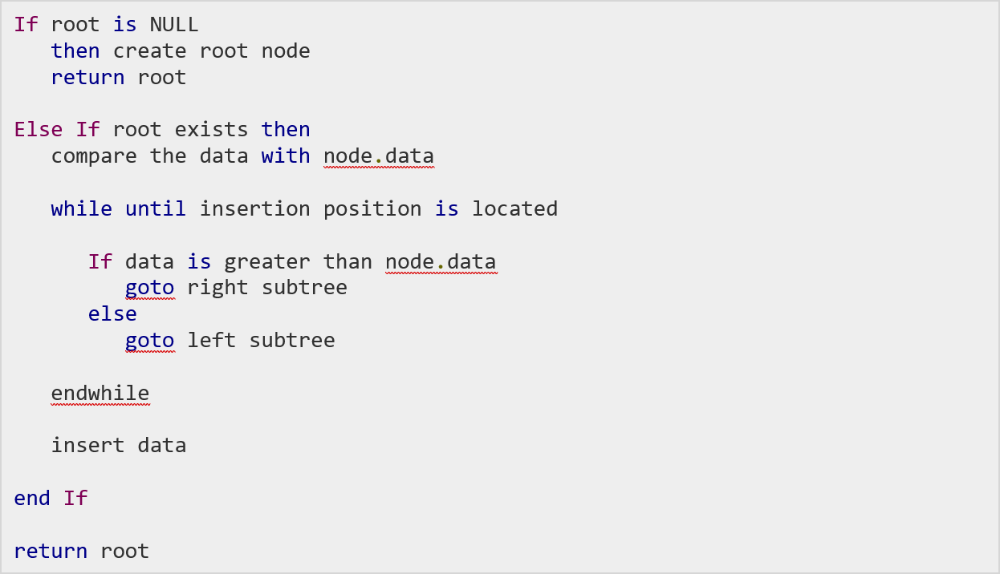 If root is NULL
then create root node
return root
Else If root exists then
compare the data with node.data
while until insertion position is located
If data is greater than node.data
goto right subtree
else
goto left subtree
endwhile
insert data
end If
return root